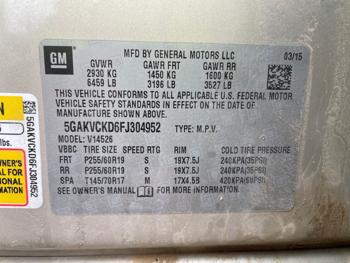 GM
MFD BY GENERAL MOTORS LLC
03/15
GVWR GAWR FRT GAWR RR
2930 KG 1450 KG 1600 KG
6459 LB 3196 LB 3527 LB
THIS VEHICLE CONFORMS TO ALL APPLICABLE U.S. FEDERAL MOTOR
VEHICLE SAFETY STANDARDS IN EFFECT ON THE DATE OF
MANUFACTURE SHOWN ABOVE.
5GAKVCKD6FJ304952 TYPE: M.P.V.
MODEL: V14526
VBBC TIRE SIZE SPEED RTG RIM COLD TIRE PRESSURE
FRT P255/60R19 S 19X7.5J 240KPA(35PSI)
RR P255/60R19 S 19X7.5J 240KPA(35PSI)
SPA T145/70R17 M 17X4.5B 420KPA(60PSI)
SEE OWNER'S MANUAL FOR MORE INFORMATION.
5GAKVCKD6FJ304952
OWNER'S